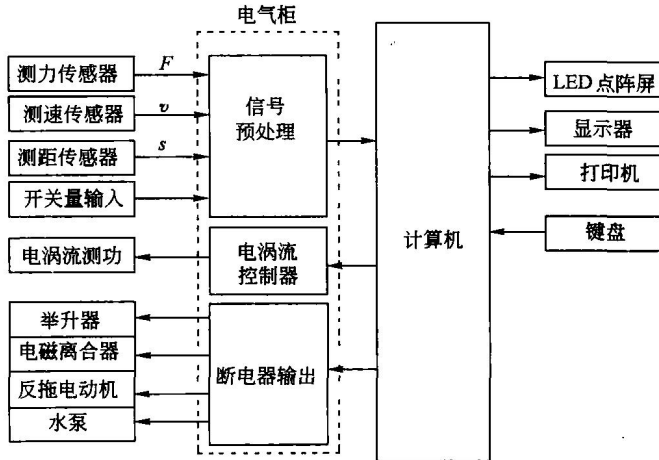 电气柜
测力传感器
F
测速传感器
v
测距传感器
s
开关量输入
信号
预处理
电涡流测功
电涡流
控制器
举升器
电磁离合器
反拖电动机
水泵
断电器输出
计算机
LED点阵屏
显示器
打印机
键盘